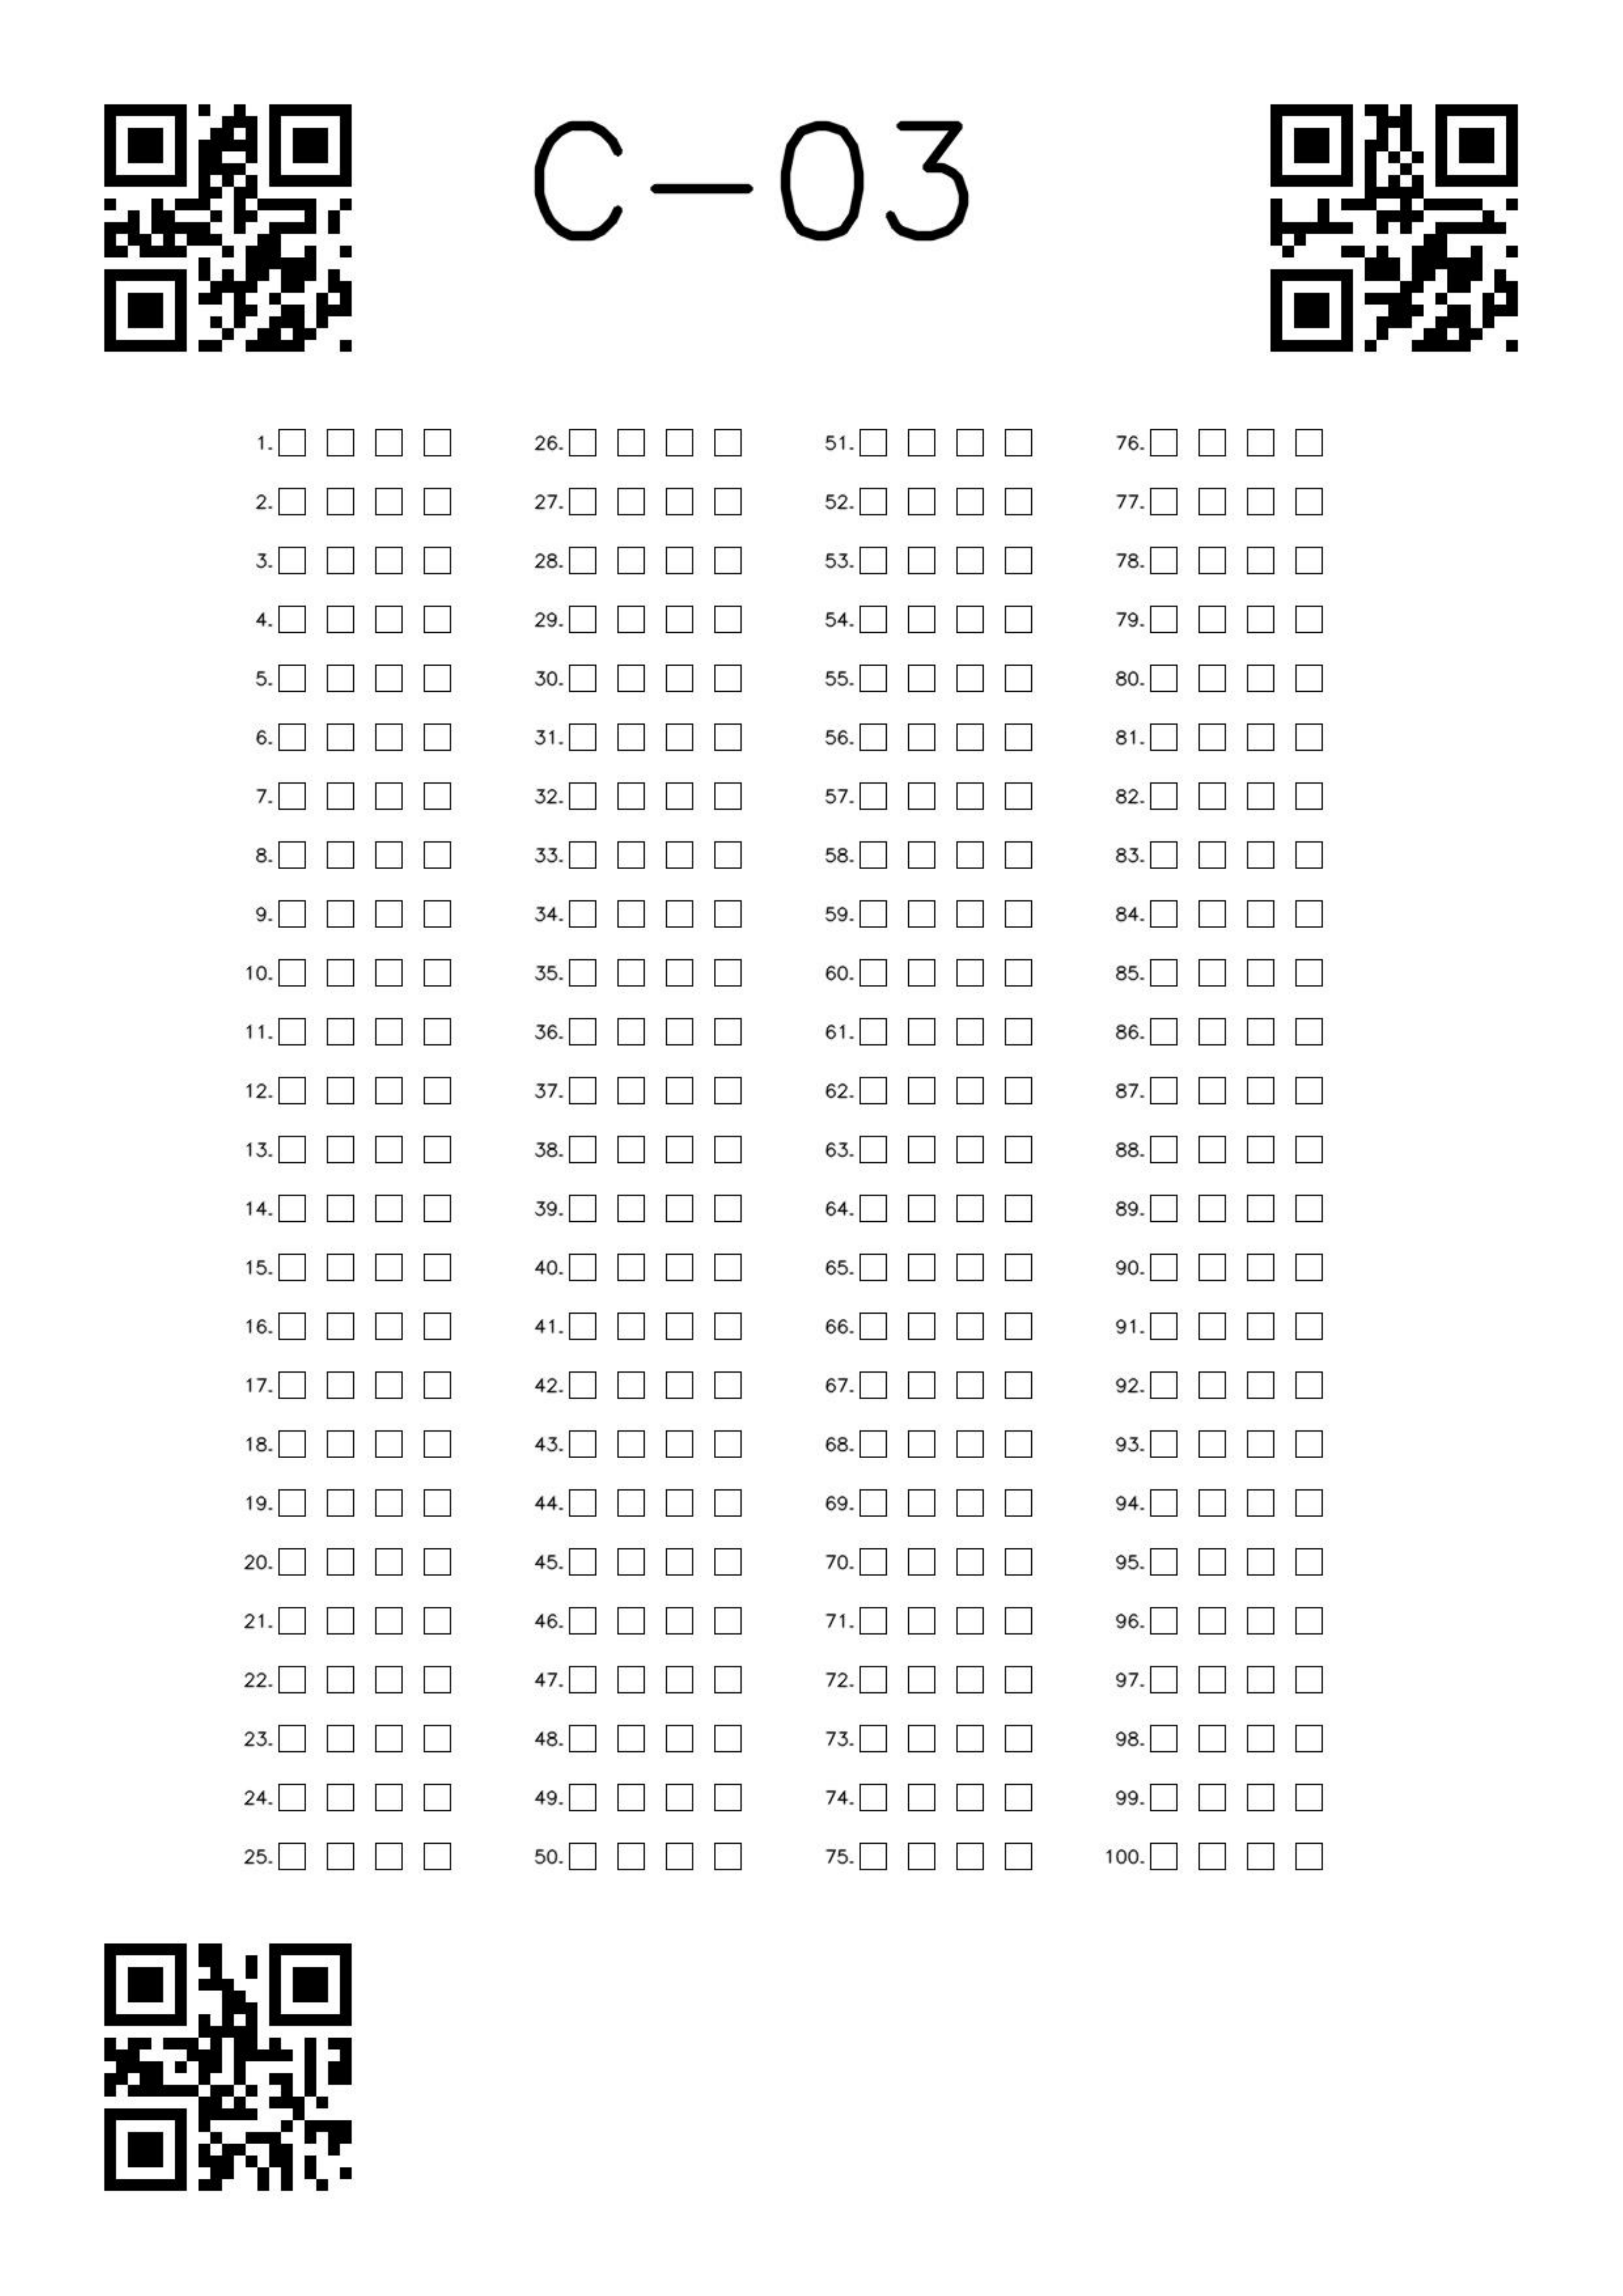 C-03
1. 26. 51. 76.
2. 27. 52. 77.
3. 28. 53. 78.
4. 29. 54. 79.
5. 30. 55. 80.
6. 31. 56. 81.
7. 32. 57. 82.
8. 33. 58. 83.
9. 34. 59. 84.
10. 35. 60. 85.
11. 36. 61. 86.
12. 37. 62. 87.
13. 38. 63. 88.
14. 39. 64. 89.
15. 40. 65. 90.
16. 41. 66. 91.
17. 42. 67. 92.
18. 43. 68. 93.
19. 44. 69. 94.
20. 45. 70. 95.
21. 46. 71. 96.
22. 47. 72. 97.
23. 48. 73. 98.
24. 49. 74. 99.
25. 50. 75. 100.